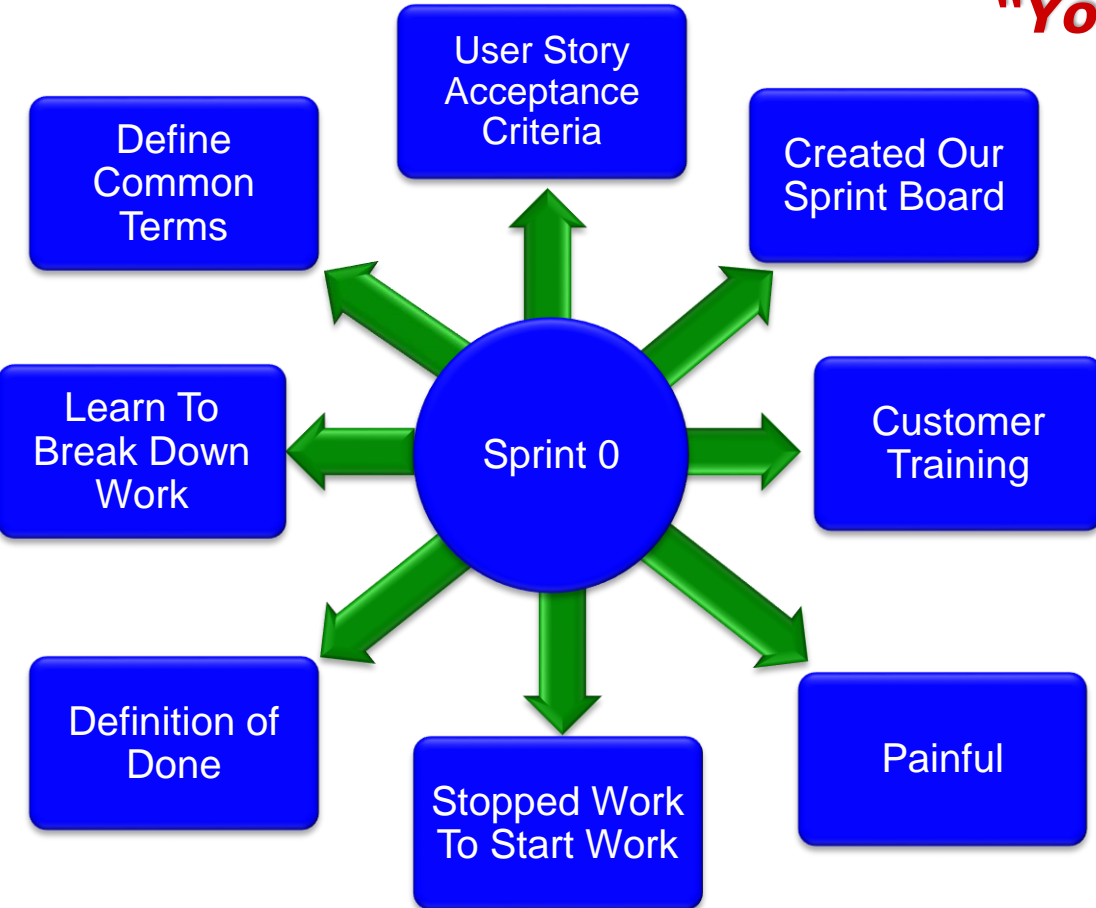 "Yo
User Story
Acceptance
Criteria
Define
Common
Terms
Created Our
Sprint Board
Learn To
Break Down
Work
Sprint 0
Customer
Training
Definition of
Done
Stopped Work
To Start Work
Painful